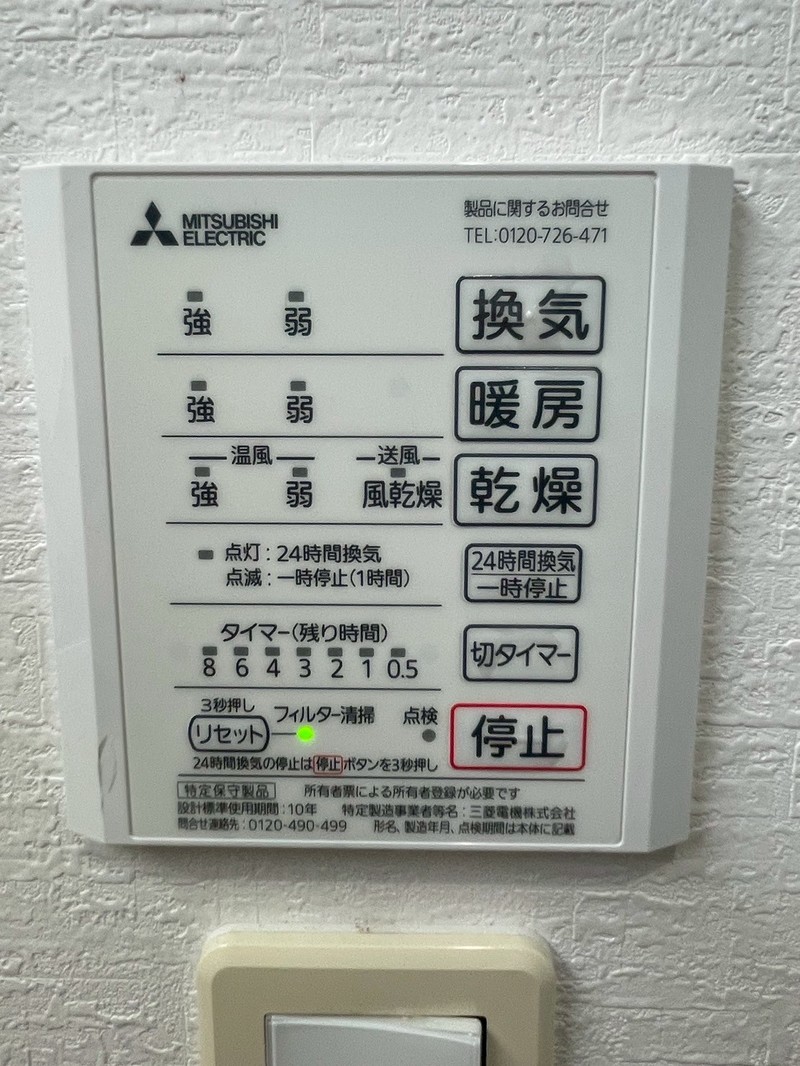 MITSUBISHI
ELECTRIC
製品に関するお問合せ
TEL:0120-726-471
強 弱 換気
強 弱 暖房
温風 送風
強 弱 風乾燥 乾燥
点灯:24時間換気
点滅:一時停止(1時間)
24時間換気
一時停止
タイマー(残り時間)
8 6 4 3 2 1 0.5
切タイマー
3秒押し
リセット フィルター清掃 点検
停止
24時間換気の停止は停止ボタンを3秒押し
特定保守製品 所有者票による所有者登録が必要です
設計標準使用期間:10年 特定製造事業者等名:三菱電機株式会社
問合せ連絡先:0120-490-499 形名、製造年月、点検期間は本体に記載